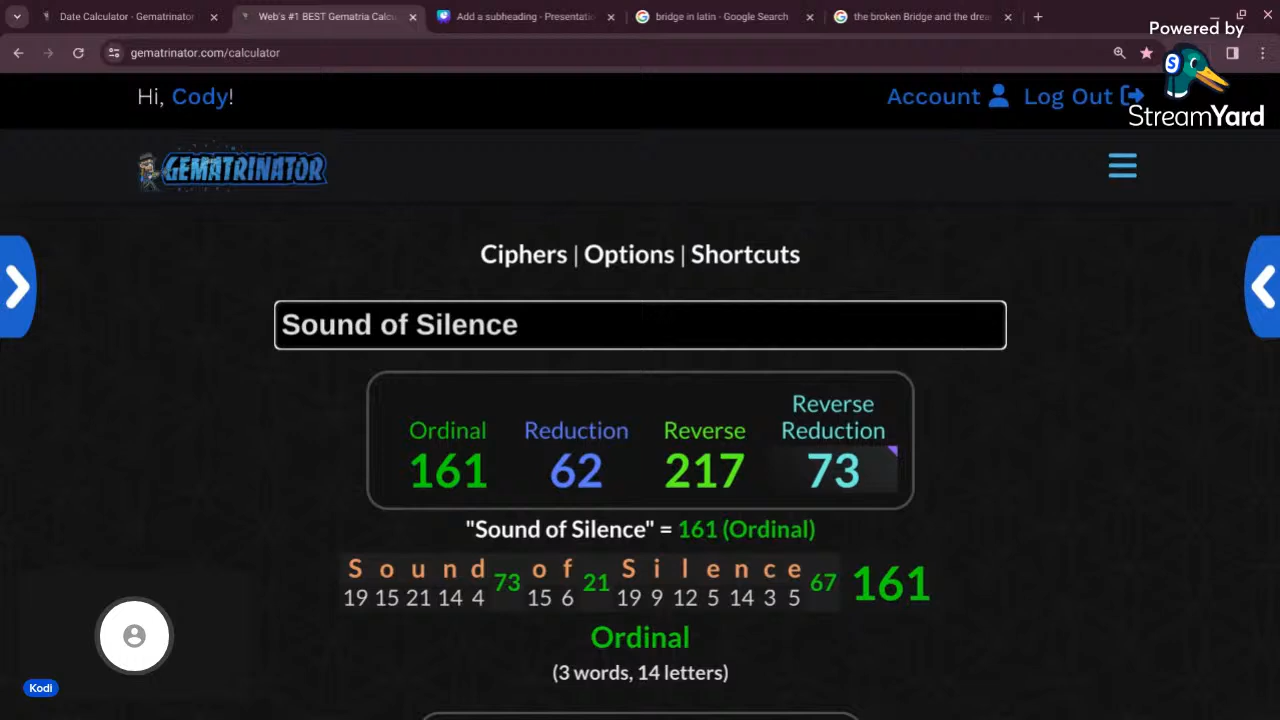 Date Calculator - Gematrinator
Web's #1 BEST Gematria Calcu
Add a subheading - Presentatio
bridge in latin - Google Search
the broken Bridge and the drea
Powered by
gematrinator.com/calculator
S
StreamYard
Hi, Cody!
Account
Log Out
GEMATRINATOR
Ciphers | Options | Shortcuts
Sound of Silence
Ordinal Reduction Reverse Reverse Reduction
161 62 217 73
"Sound of Silence" = 161 (Ordinal)
S o u n d 73 o f 21 S i l e n c e 67 161
19 15 21 14 4 15 6 19 9 12 5 14 3 5
Ordinal
(3 words, 14 letters)
Kodi